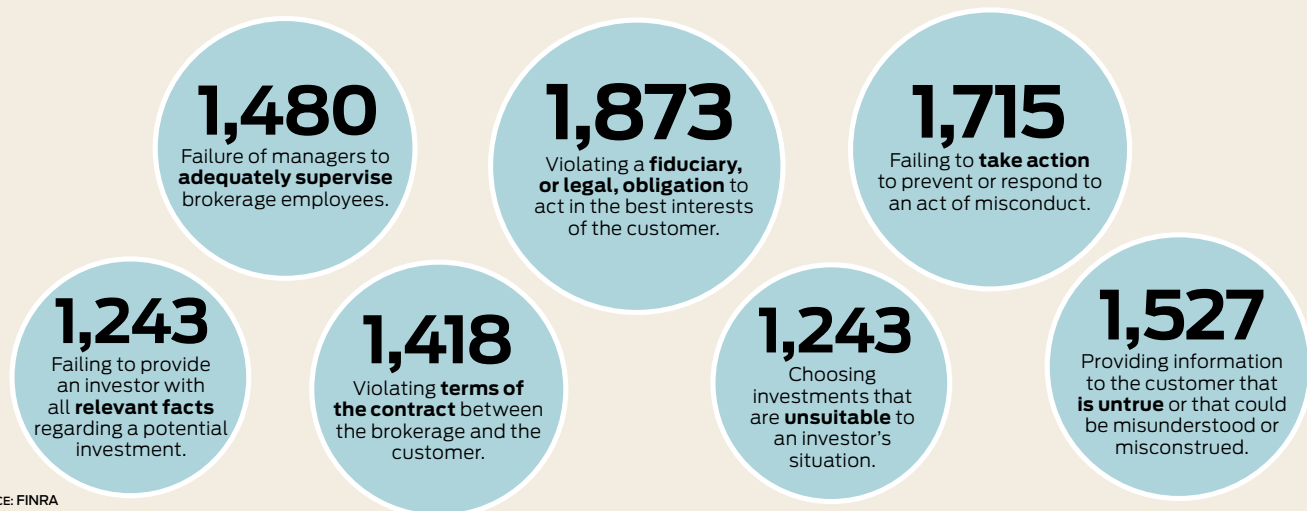 1,480
Failure of managers to
adequately supervise
brokerage employees.
1,873
Violating a fiduciary,
or legal, obligation to
act in the best interests
of the customer.
1,715
Failing to take action
to prevent or respond to
an act of misconduct.
1,243
Failing to provide
an investor with
all relevant facts
regarding a potential
investment.
1,418
Violating terms of
the contract between
the brokerage and the
customer.
1,243
Choosing
investments that
are unsuitable to
an investor's
situation.
1,527
Providing information
to the customer that
is untrue or that could
be misunderstood or
misconstrued.
CE: FINRA